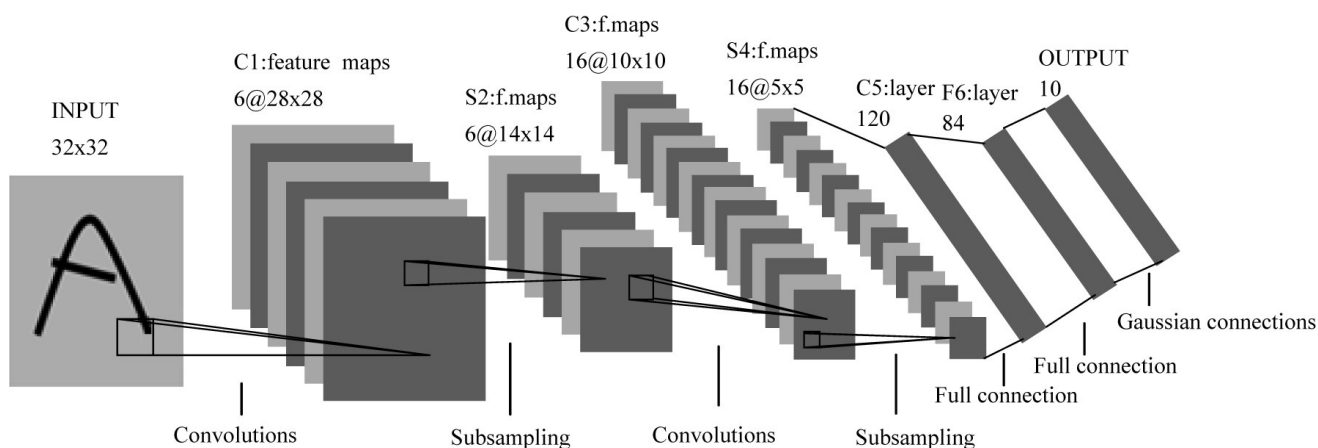 INPUT
32x32
C1:feature maps
6@28x28
S2:f.maps
6@14x14
C3:f.maps
16@10x10
S4:f.maps
16@5x5
C5:layer
120
F6:layer
84
OUTPUT
10
Convolutions
Subsampling
Convolutions
Subsampling
Full connection
Full connection
Gaussian connections
A